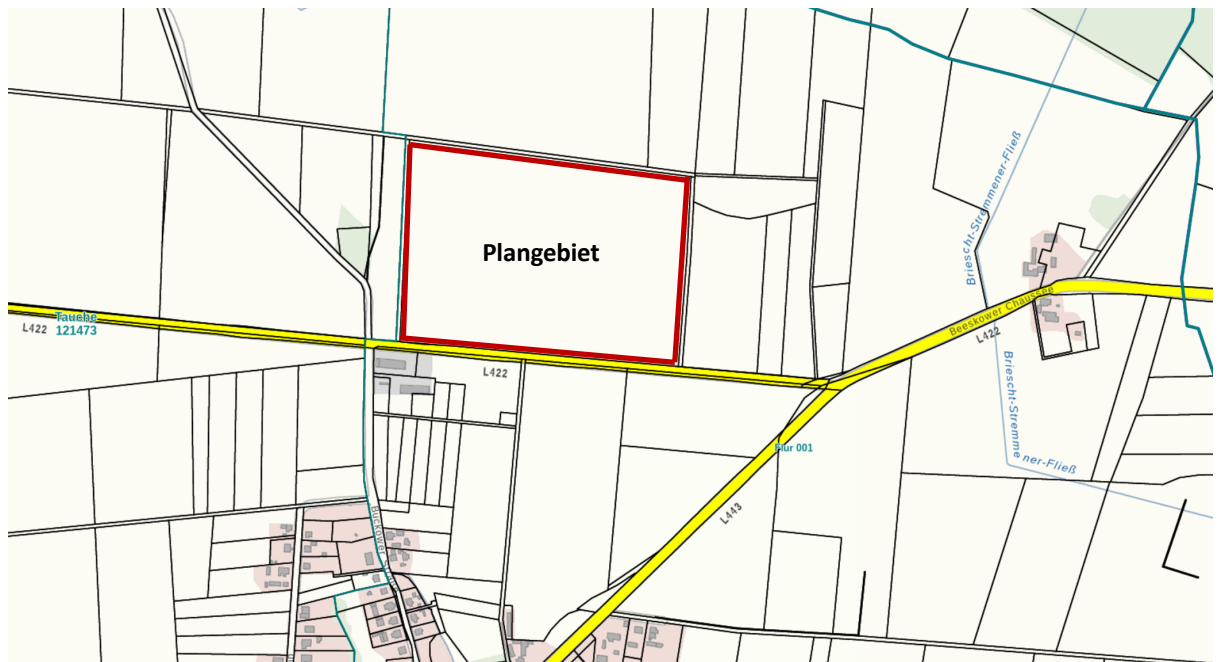 Plangebiet
Briescht-Stremmener-Fließ
Tauche
121473
L422
L422
Beeskower Chaussee
L422
Briescht-Stremme
ner-Fließ
Flur 001
L443